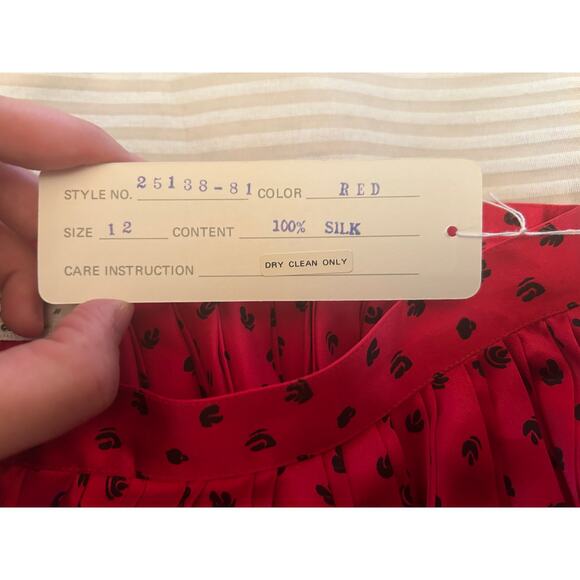 STYLE NO. 25138-81 COLOR RED
SIZE 12 CONTENT 100% SILK
CARE INSTRUCTION DRY CLEAN ONLY